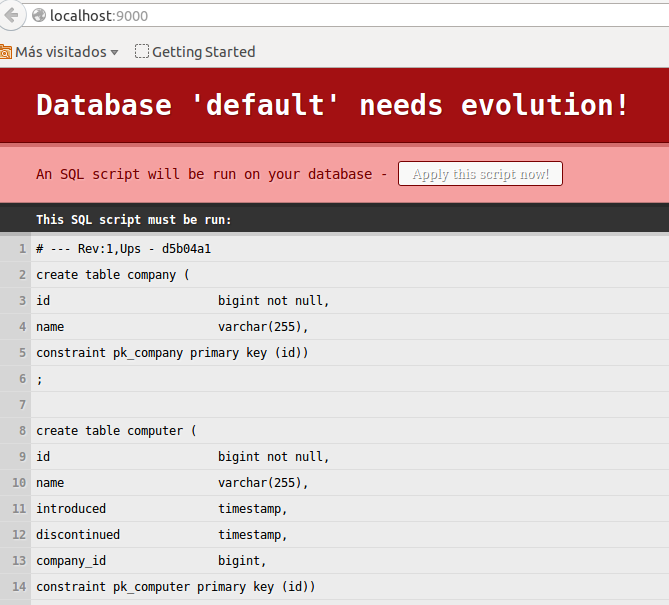 localhost:9000
Más visitados Getting Started
Database 'default' needs evolution!
An SQL script will be run on your database - Apply this script now!
This SQL script must be run:
1 # --- Rev:1,Ups - d5b04a1
2 create table company (
3 id bigint not null,
4 name varchar(255),
5 constraint pk_company primary key (id))
6 ;
7
8 create table computer (
9 id bigint not null,
10 name varchar(255),
11 introduced timestamp,
12 discontinued timestamp,
13 company_id bigint,
14 constraint pk_computer primary key (id))